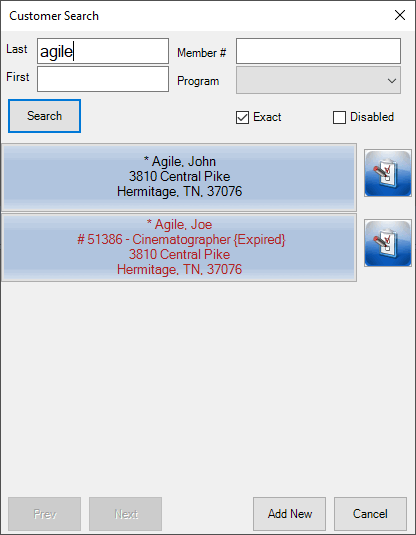 Customer Search
Last agile Member #
First Program
Search Exact Disabled
* Agile, John
3810 Central Pike
Hermitage, TN, 37076
* Agile, Joe
# 51386 - Cinematographer {Expired}
3810 Central Pike
Hermitage, TN, 37076
Prev Next Add New Cancel